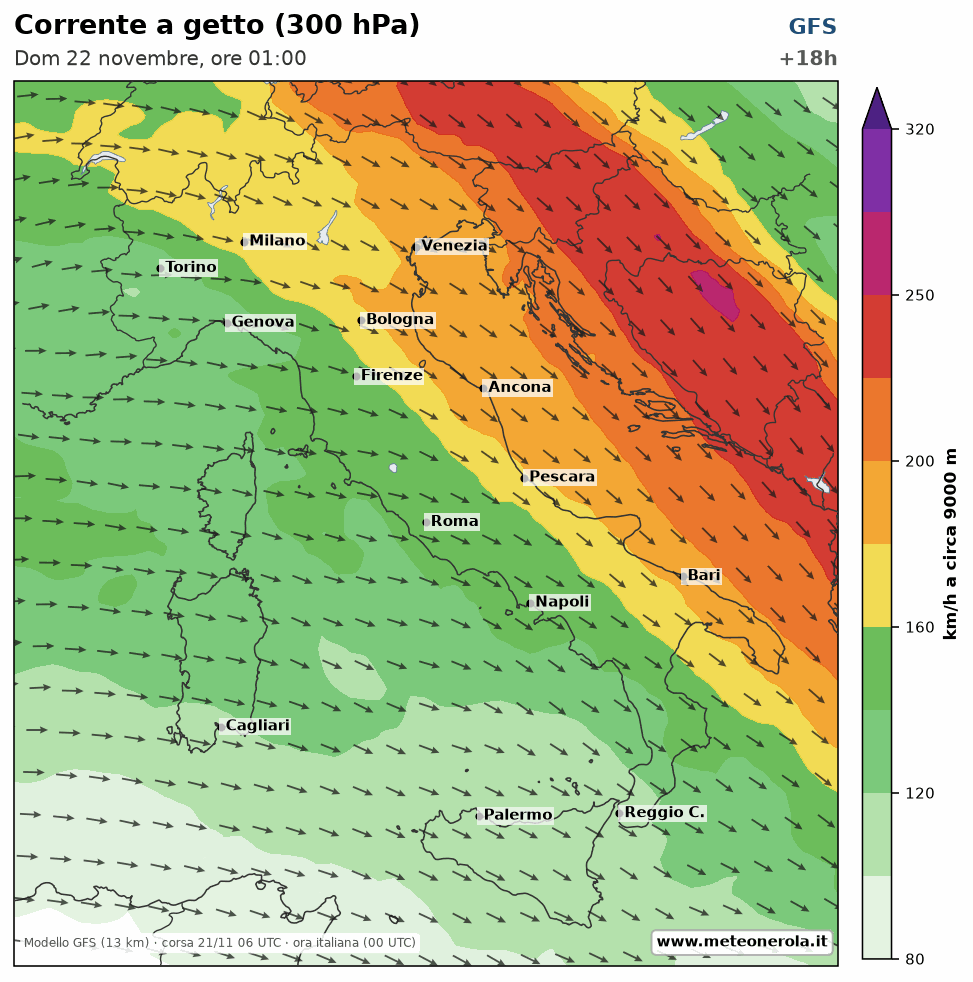 Corrente a getto (300 hPa)
GFS
Dom 22 novembre, ore 01:00
+18h
320
Milano
Venezia
Torino
250
Genova
Bologna
Firenze
Ancona
200
Pescara
Roma
km/h a circa 9000 m
Bari
Napoli
160
Cagliari
120
Palermo
Reggio C.
Modello GFS (13 km) · corsa 21/11 06 UTC · ora italiana (00 UTC)
www.meteonerola.it
80